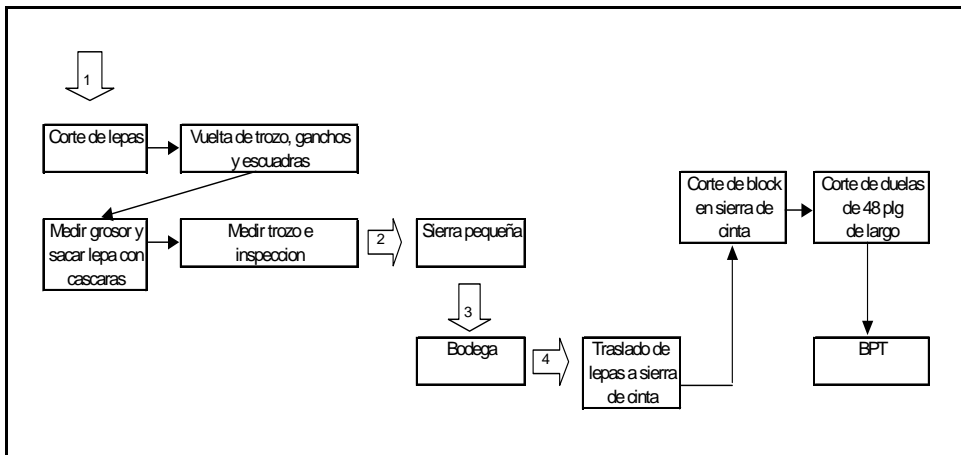 1
Corte de lepas
Vuelta de trozo, ganchos
y escuadras
Medir grosor y
sacar lepa con
cascaras
Medir trozo e
inspeccion
2
Sierra pequeña
3
Bodega
4
Traslado de
lepas a sierra
de cinta
Corte de block
en sierra de
cinta
Corte de duelas
de 48 plg
de largo
BPT